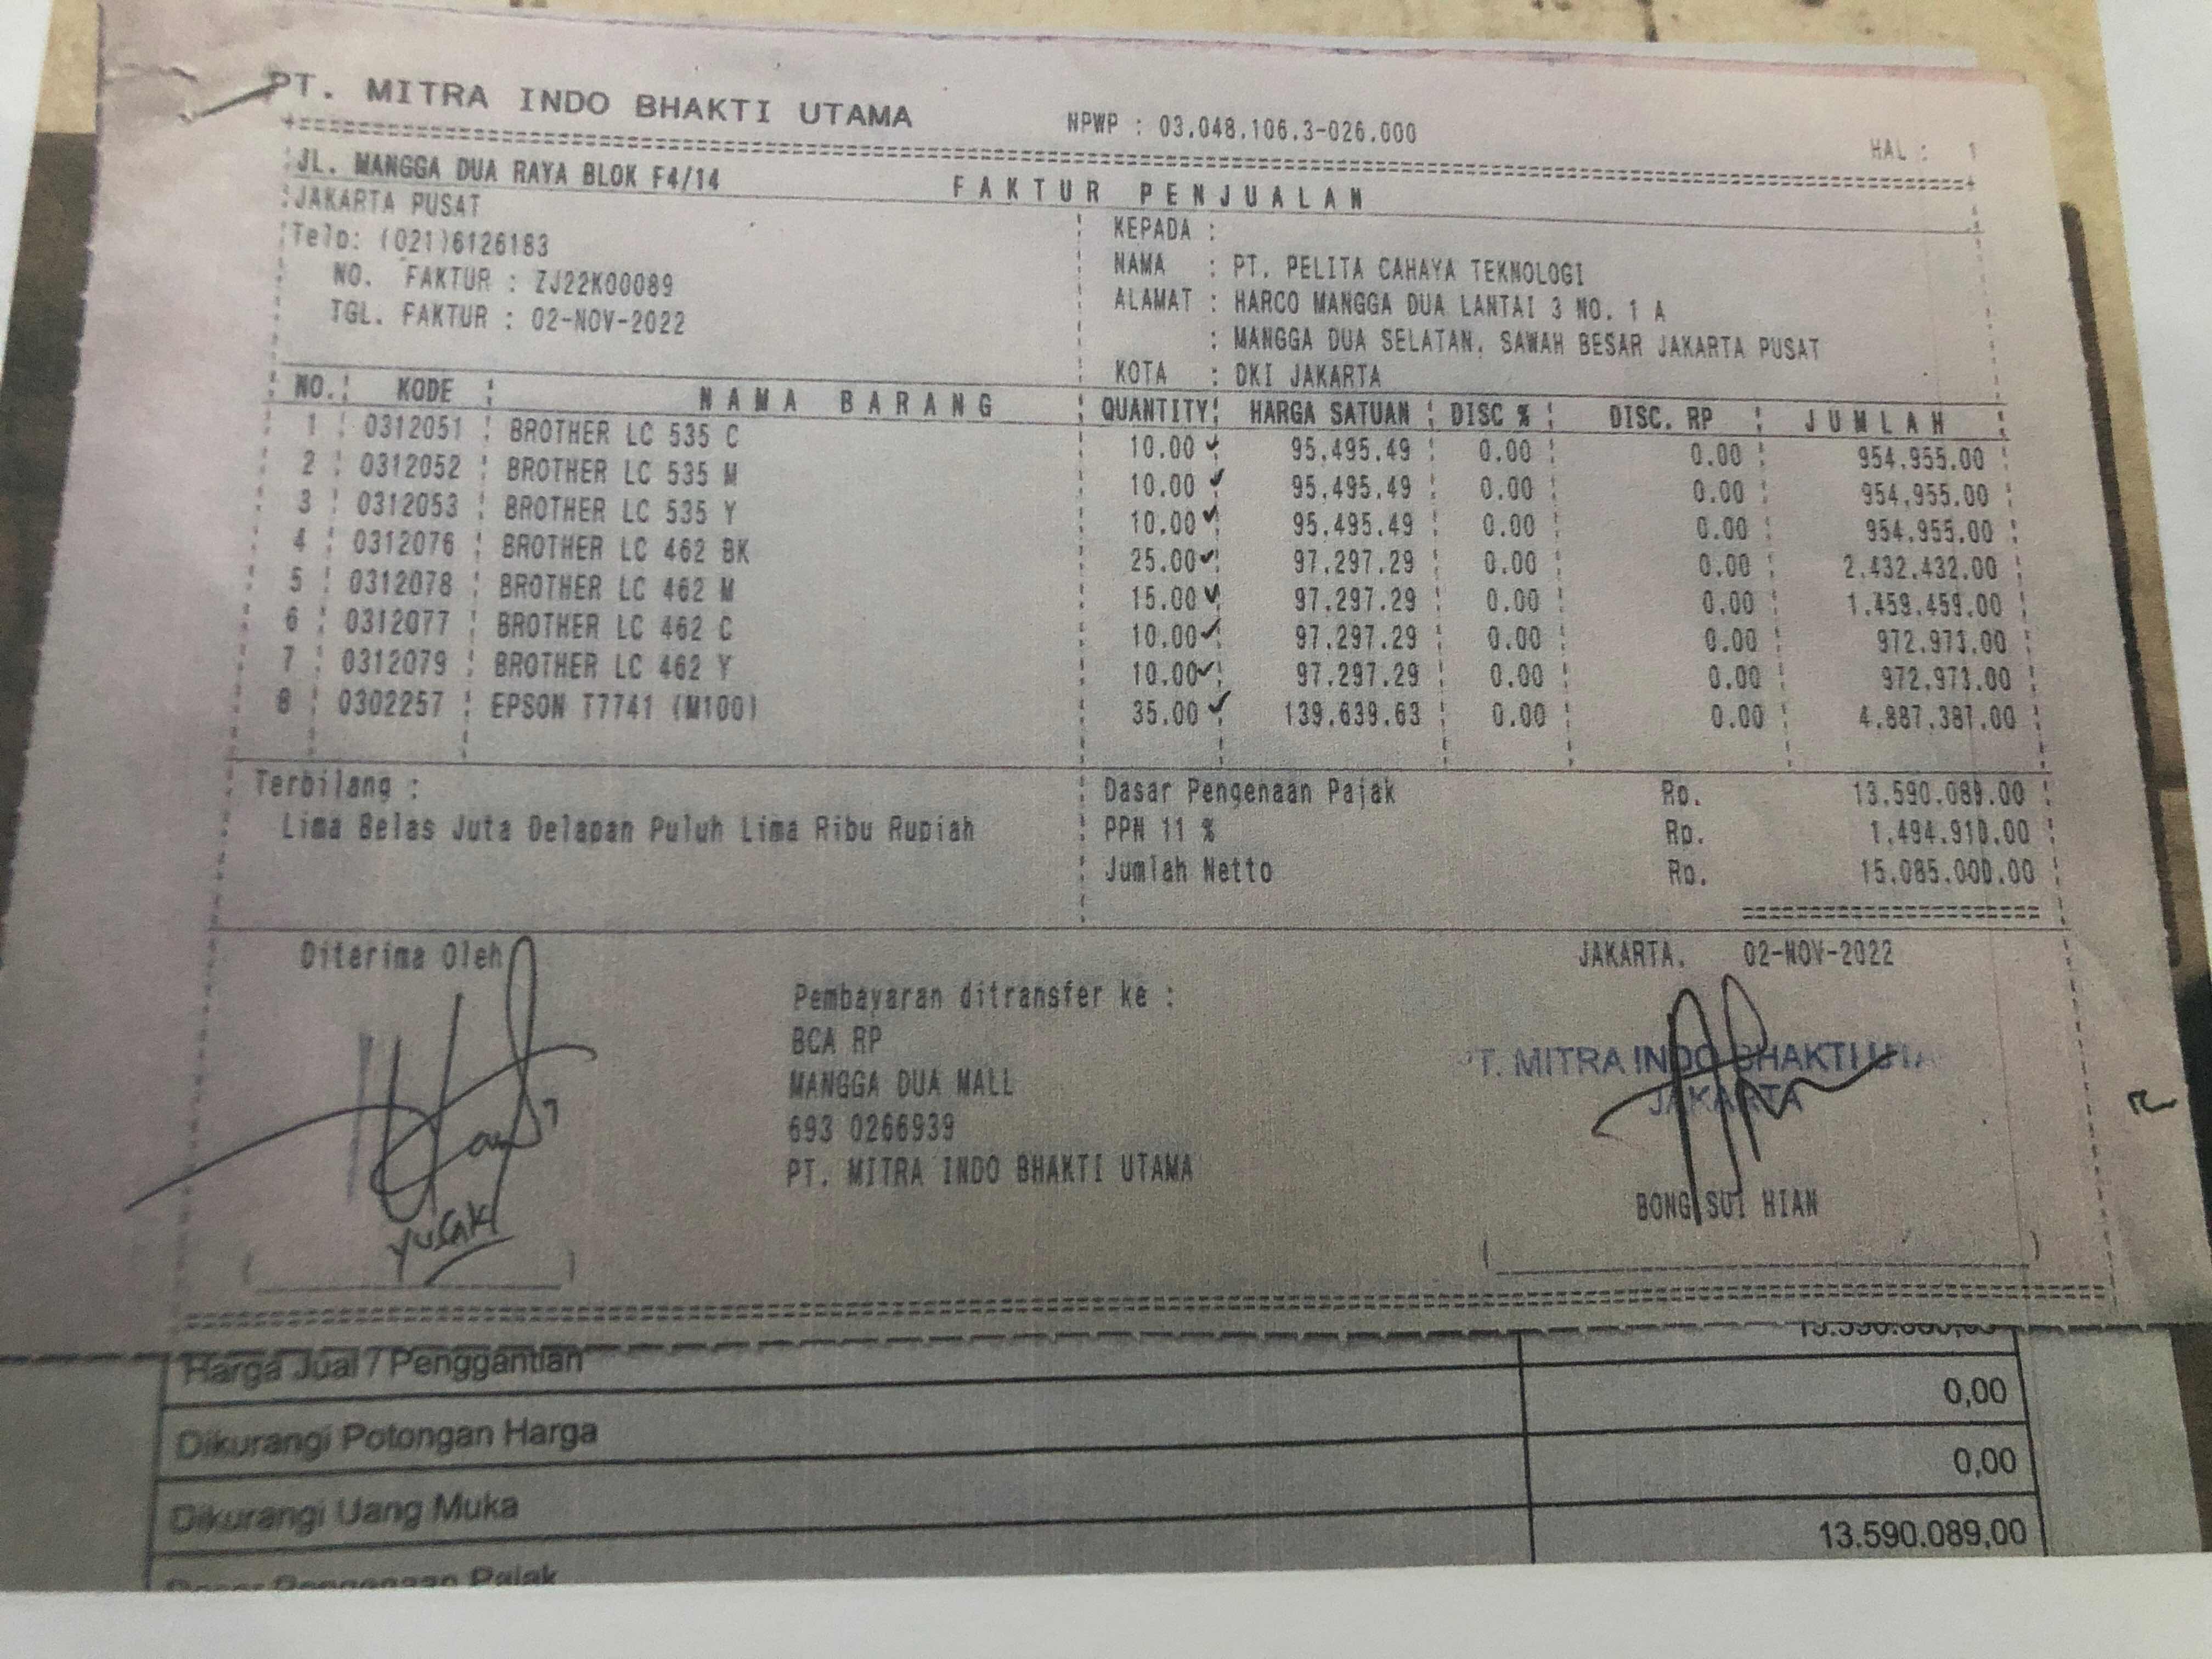 PT. MITRA INDO BHAKTI UTAMA NPWP : 03.048.106.3-026.000 HAL : 1
JL. MANGGA DUA RAYA BLOK F4/14
FAKTUR PENJUALAN
JAKARTA PUSAT
Telp: (021)6126183
NO. FAKTUR : ZJ22K00089
TGL. FAKTUR : 02-NOV-2022
KEPADA :
NAMA : PT. PELITA CAHAYA TEKNOLOGI
ALAMAT : HARCO MANGGA DUA LANTAI 3 NO. 1 A
: MANGGA DUA SELATAN, SAWAH BESAR JAKARTA PUSAT
KOTA : DKI JAKARTA
NO. KODE NAMA BARANG QUANTITY HARGA SATUAN DISC % DISC. RP JUMLAH
1 0312051 BROTHER LC 535 C 10.00 95,495.49 0.00 0.00 954,955.00
2 0312052 BROTHER LC 535 M 10.00 95,495.49 0.00 0.00 954,955.00
3 0312053 BROTHER LC 535 Y 10.00 95,495.49 0.00 0.00 954,955.00
4 0312076 BROTHER LC 462 BK 25.00 97,297.29 0.00 0.00 2,432,432.00
5 0312078 BROTHER LC 462 M 15.00 97,297.29 0.00 0.00 1,459,459.00
6 0312077 BROTHER LC 462 C 10.00 97,297.29 0.00 0.00 972,973.00
7 0312079 BROTHER LC 462 Y 10.00 97,297.29 0.00 0.00 972,973.00
8 0302257 EPSON T7741 (M100) 35.00 139,639.63 0.00 0.00 4,887,387.00
Terbilang :
Lima Belas Juta Delapan Puluh Lima Ribu Rupiah
Dasar Pengenaan Pajak Rp. 13,590,089.00
PPN 11 % Rp. 1,494,910.00
Jumlah Netto Rp. 15,085,000.00
Diterima Oleh
JAKARTA, 02-NOV-2022
Pembayaran ditransfer ke :
BCA RP
MANGGA DUA MALL
693 0266939
PT. MITRA INDO BHAKTI UTAMA
PT. MITRA INDO BHAKTI UTA
JAKARTA
BONG SUI HIAN
Harga Jual / Penggantian
Dikurangi Potongan Harga 0,00
Dikurangi Uang Muka 0,00
Dasar Pengenaan Pajak 13.590.089,00